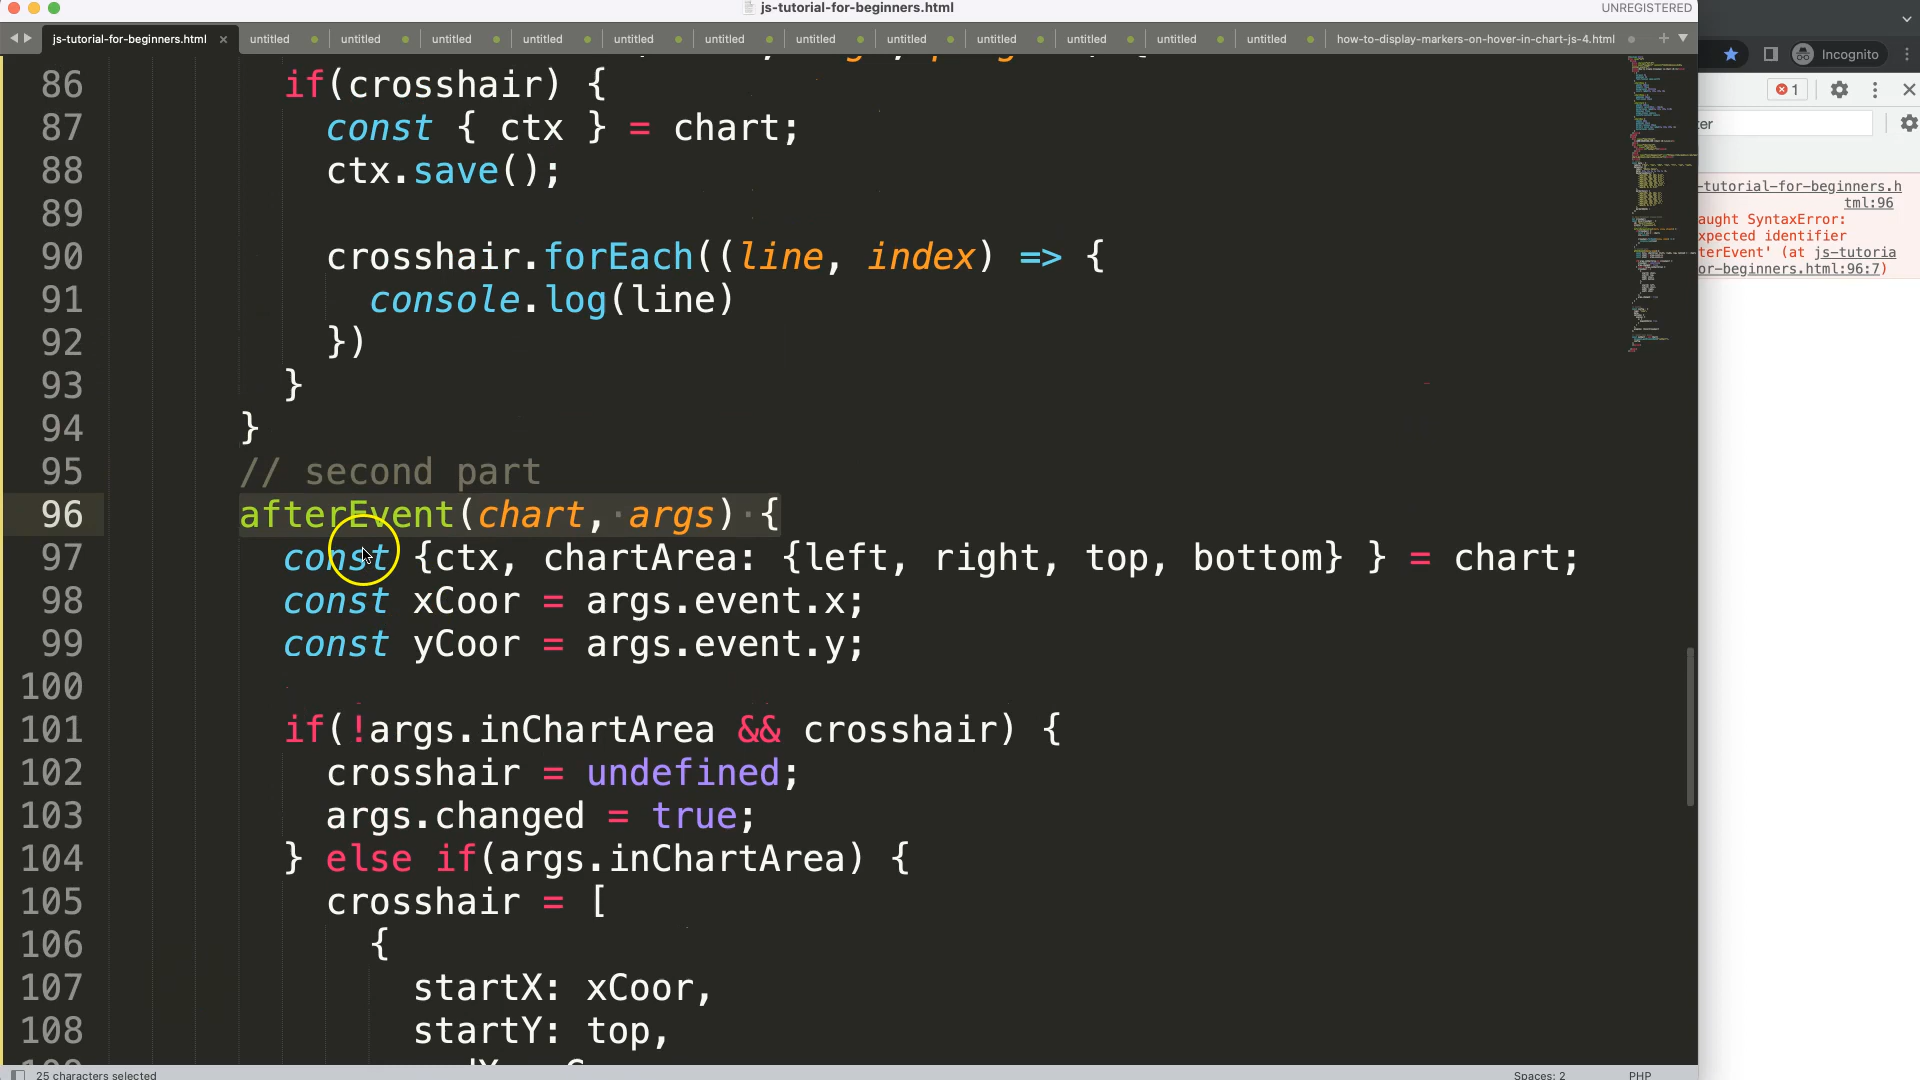 js-tutorial-for-beginners.html
UNREGISTERED
js-tutorial-for-beginners.html × untitled untitled untitled untitled untitled untitled untitled untitled untitled untitled untitled untitled how-to-display-markers-on-hover-in-chart-js-4.html
Incognito
86 if(crosshair) {
87 const { ctx } = chart;
88 ctx.save();
89
90 crosshair.forEach((line, index) => {
91 console.log(line)
92 })
93 }
94 }
95 // second part
96 afterEvent(chart, args) {
97 const {ctx, chartArea: {left, right, top, bottom} } = chart;
98 const xCoor = args.event.x;
99 const yCoor = args.event.y;
100
101 if(!args.inChartArea && crosshair) {
102 crosshair = undefined;
103 args.changed = true;
104 } else if(args.inChartArea) {
105 crosshair = [
106 {
107 startX: xCoor,
108 startY: top,
1
ter
-tutorial-for-beginners.h
tml:96
aught SyntaxError:
xpected identifier
terEvent' (at js-tutoria
or-beginners.html:96:7)
25 characters selected
Spaces: 2
PHP